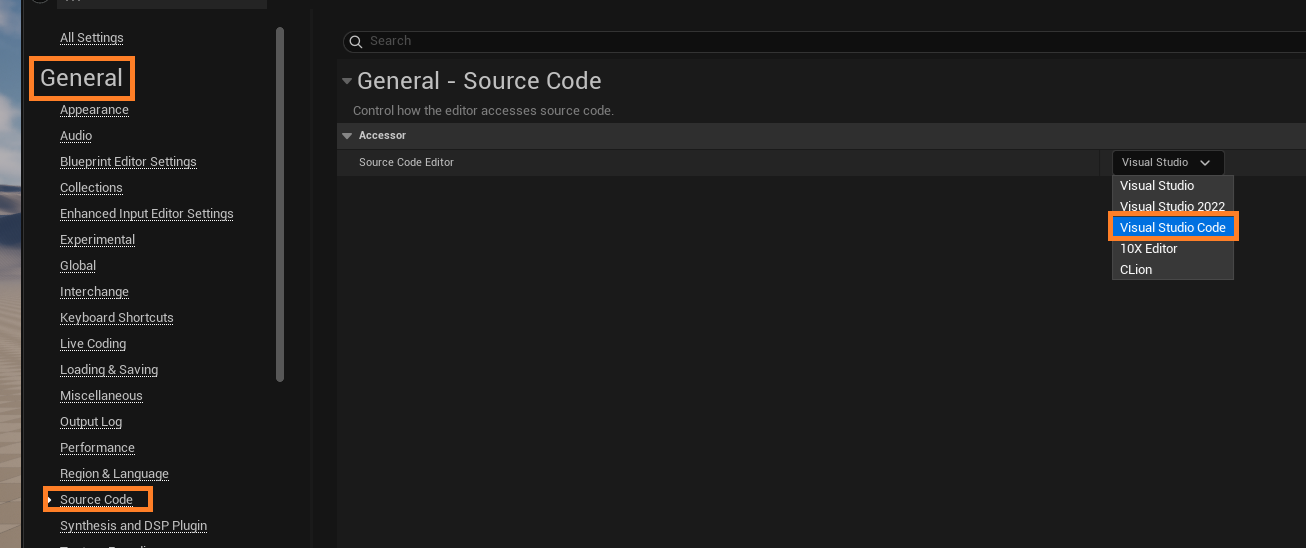 All Settings
General
Appearance
Audio
Blueprint Editor Settings
Collections
Enhanced Input Editor Settings
Experimental
Global
Interchange
Keyboard Shortcuts
Live Coding
Loading & Saving
Miscellaneous
Output Log
Performance
Region & Language
Source Code
Synthesis and DSP Plugin
Search
General - Source Code
Control how the editor accesses source code.
Accessor
Source Code Editor
Visual Studio
Visual Studio
Visual Studio 2022
Visual Studio Code
10X Editor
CLion